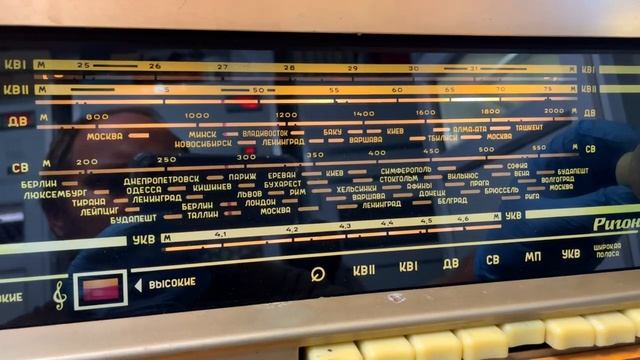 КВI М 25 26 27 28 29 30 31 М КВI
КВII М 50 55 60 65 70 75 М КВII
ДВ М 800 1000 1200 1400 1600 1800 2000 М ДВ
МОСКВА МИНСК ВЛАДИВОСТОК БАКУ КИЕВ АЛМА-АТА ТАШКЕНТ
НОВОСИБИРСК ЛЕНИНГРАД ВАРШАВА ТБИЛИСИ МОСКВА
СВ М 200 250 300 350 400 450 500 550 М СВ
ДНЕПРОПЕТРОВСК ПАРИЖ ЕРЕВАН КИЕВ СИМФЕРОПОЛЬ ВИЛЬНЮС СОФИЯ ВЕНА БУДАПЕШТ
БЕРЛИН ОДЕССА КИШИНЕВ БУХАРЕСТ СТОКГОЛЬМ ПРАГА ВОЛОГДА
ЛЮКСЕМБУРГ ЛЕНИНГРАД ЛЬВОВ РИМ ХЕЛЬСИНКИ АФИНЫ ДОНЕЦК БРЮССЕЛЬ МОСКВА
ТИРАНА БЕРЛИН ЛОНДОН ВАРШАВА БЕЛГРАД РИГА
ЛЕЙПЦИГ ТАЛЛИН МОСКВА ЛЕНИНГРАД
БУДАПЕШТ
УКВ М 4,1 4,2 4,3 4,4 4,5 4,6 М УКВ
Ригон
ЗКИЕ ВЫСОКИЕ КВII КВI ДВ СВ МП УКВ ШИРОКАЯ ПОЛОСА